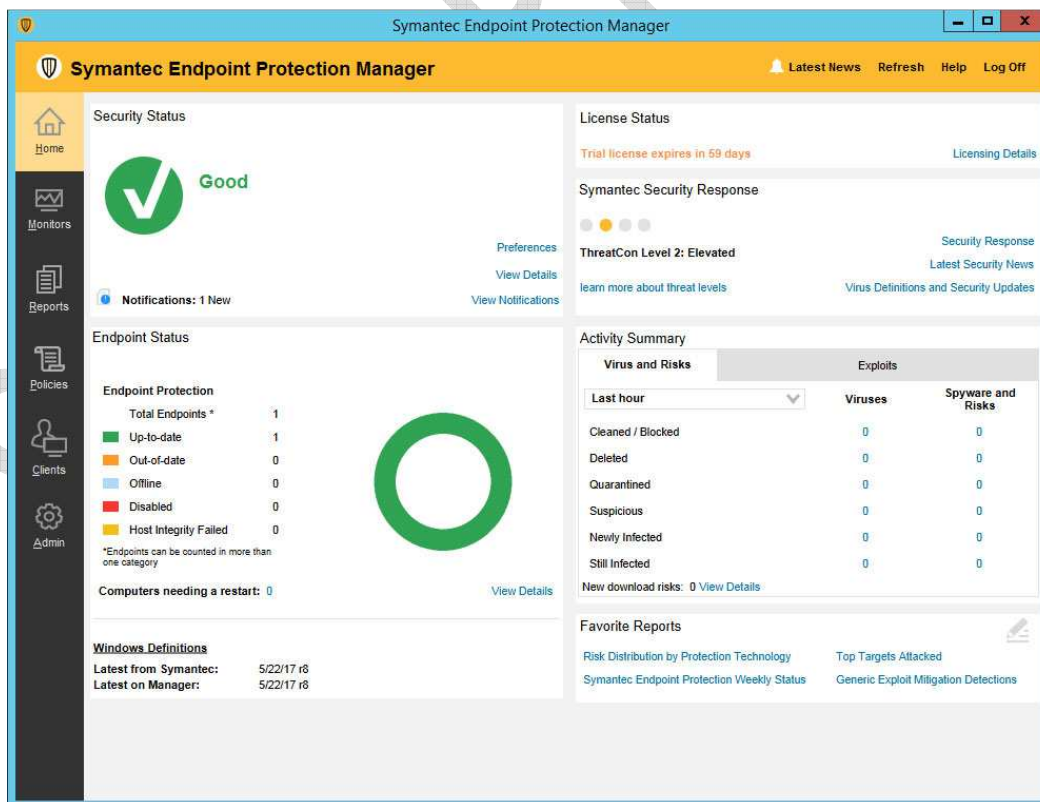 Symantec Endpoint Protection Manager
Symantec Endpoint Protection Manager
Latest News Refresh Help Log Off
Home
Monitors
Reports
Policies
Clients
Admin
Security Status
Good
Preferences
View Details
Notifications: 1 New
View Notifications
License Status
Trial license expires in 59 days
Licensing Details
Symantec Security Response
ThreatCon Level 2: Elevated
Security Response
Latest Security News
learn more about threat levels
Virus Definitions and Security Updates
Endpoint Status
Endpoint Protection
Total Endpoints * 1
Up-to-date 1
Out-of-date 0
Offline 0
Disabled 0
Host Integrity Failed 0
*Endpoints can be counted in more than
one category
Computers needing a restart: 0
View Details
Windows Definitions
Latest from Symantec: 5/22/17 r8
Latest on Manager: 5/22/17 r8
Activity Summary
Virus and Risks Exploits
Last hour Viruses Spyware and
Risks
Cleaned / Blocked 0 0
Deleted 0 0
Quarantined 0 0
Suspicious 0 0
Newly Infected 0 0
Still Infected 0 0
New download risks: 0 View Details
Favorite Reports
Risk Distribution by Protection Technology Top Targets Attacked
Symantec Endpoint Protection Weekly Status Generic Exploit Mitigation Detections